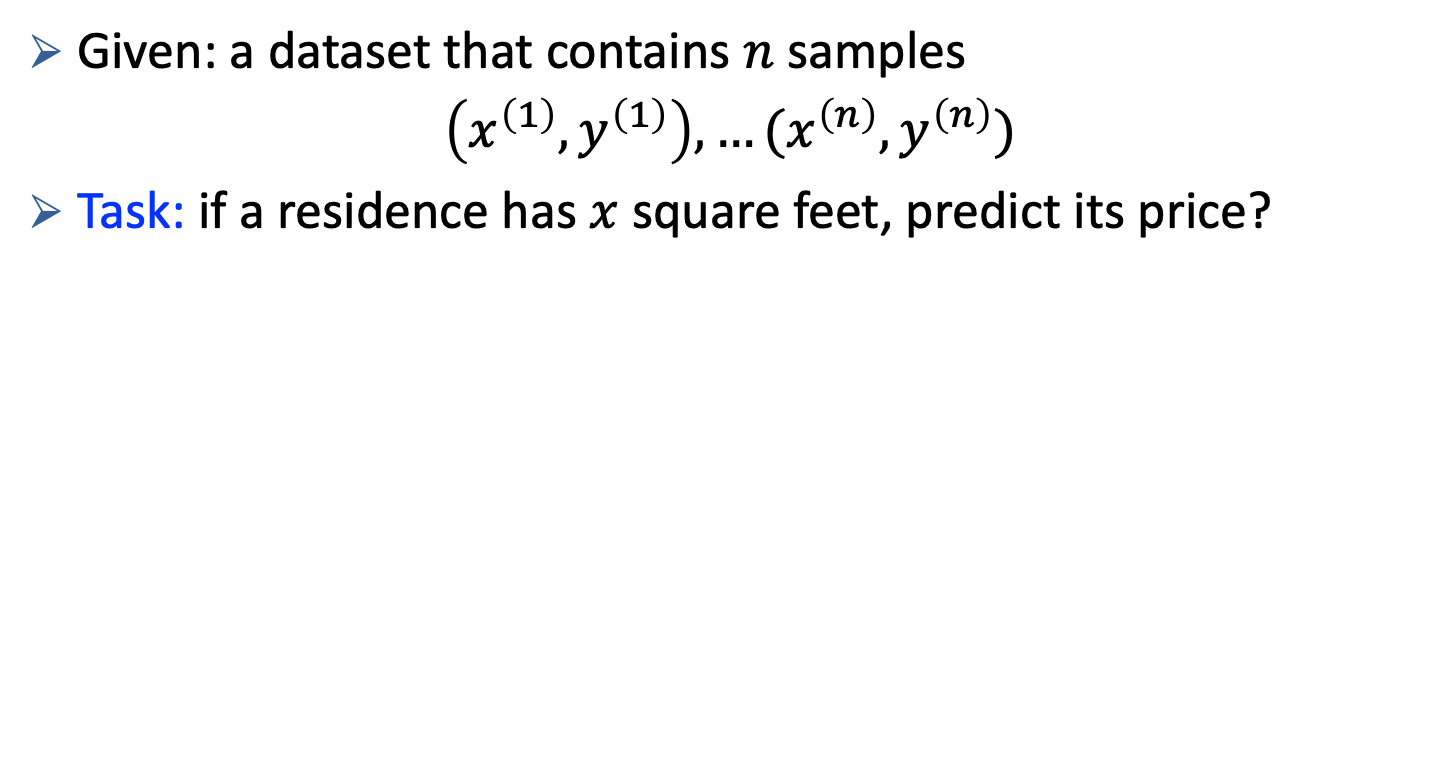 ➢ Given: a dataset that contains 𝑛 samples
(𝑥⁽¹⁾, 𝑦⁽¹⁾), … (𝑥⁽ⁿ⁾, 𝑦⁽ⁿ⁾)
➢ Task: if a residence has 𝑥 square feet, predict its price?